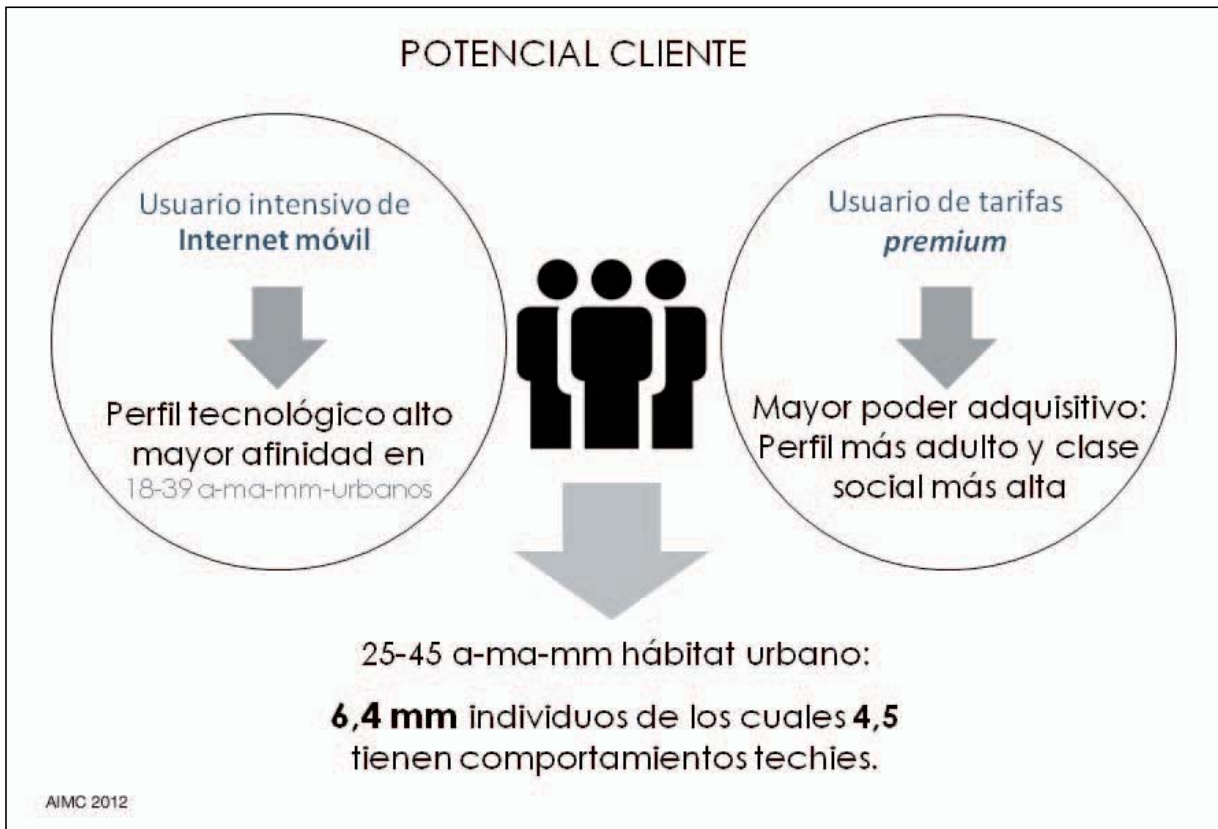 POTENCIAL CLIENTE
Usuario intensivo de
Internet móvil
Perfil tecnológico alto
mayor afinidad en
18-39 a-ma-mm-urbanos
Usuario de tarifas
premium
Mayor poder adquisitivo:
Perfil más adulto y clase
social más alta
25-45 a-ma-mm hábitat urbano:
6,4 mm individuos de los cuales 4,5
tienen comportamientos techies.
AIMC 2012